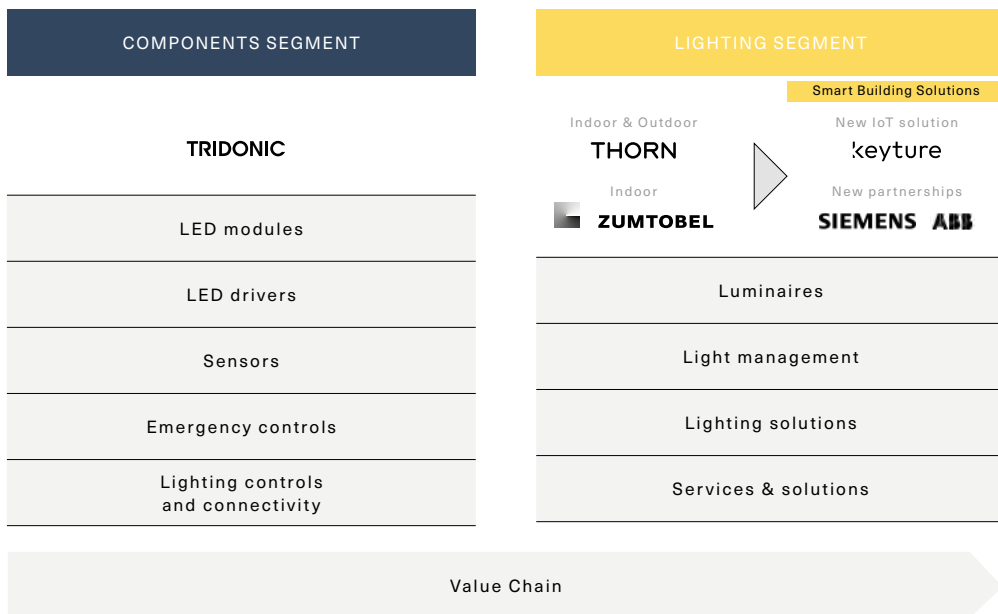 COMPONENTS SEGMENT
TRIDONIC
LED modules
LED drivers
Sensors
Emergency controls
Lighting controls
and connectivity
LIGHTING SEGMENT
Smart Building Solutions
Indoor & Outdoor
THORN
Indoor
ZUMTOBEL
New IoT solution
keyture
New partnerships
SIEMENS ABB
Luminaires
Light management
Lighting solutions
Services & solutions
Value Chain